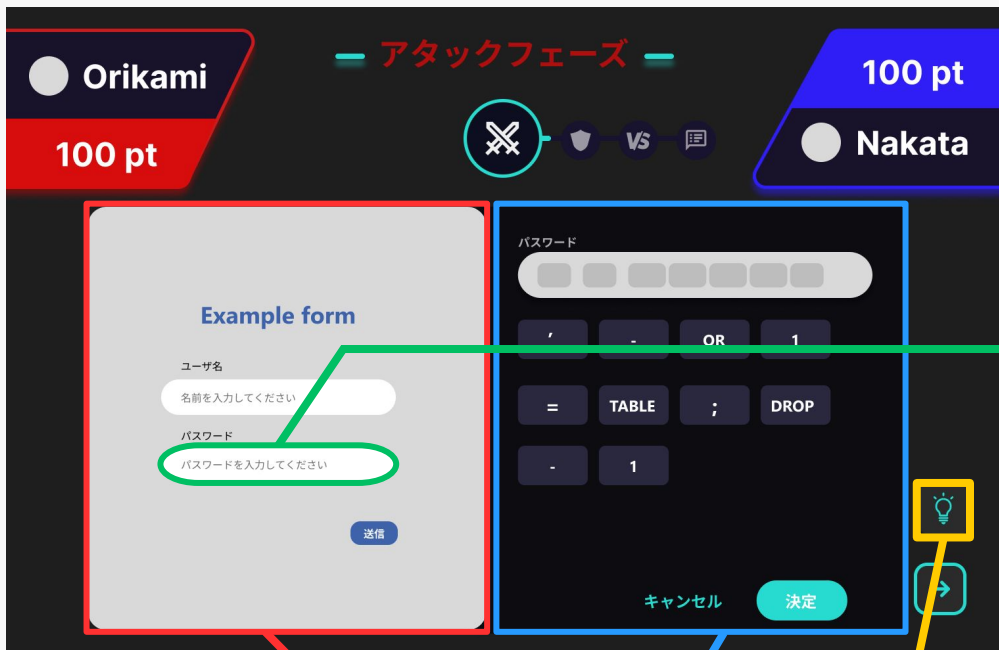 アタックフェーズ
Orikami
100 pt
100 pt
Nakata
VS
Example form
ユーザ名
名前を入力してください
パスワード
パスワードを入力してください
送信
パスワード
' - OR 1
= TABLE ; DROP
- 1
キャンセル 決定